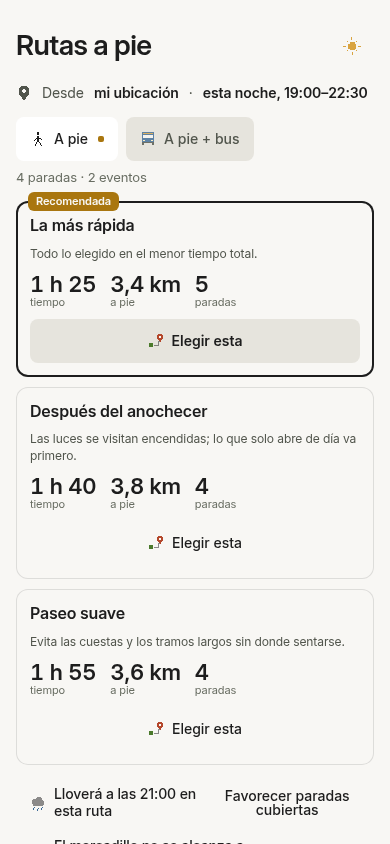 Rutas a pie
Desde mi ubicación · esta noche, 19:00–22:30
A pie
A pie + bus
4 paradas · 2 eventos
Recomendada
La más rápida
Todo lo elegido en el menor tiempo total.
1 h 25 3,4 km 5
tiempo a pie paradas
Elegir esta
Después del anochecer
Las luces se visitan encendidas; lo que solo abre de día va
primero.
1 h 40 3,8 km 4
tiempo a pie paradas
Elegir esta
Paseo suave
Evita las cuestas y los tramos largos sin donde sentarse.
1 h 55 3,6 km 4
tiempo a pie paradas
Elegir esta
Lloverá a las 21:00 en
esta ruta
Favorecer paradas
cubiertas